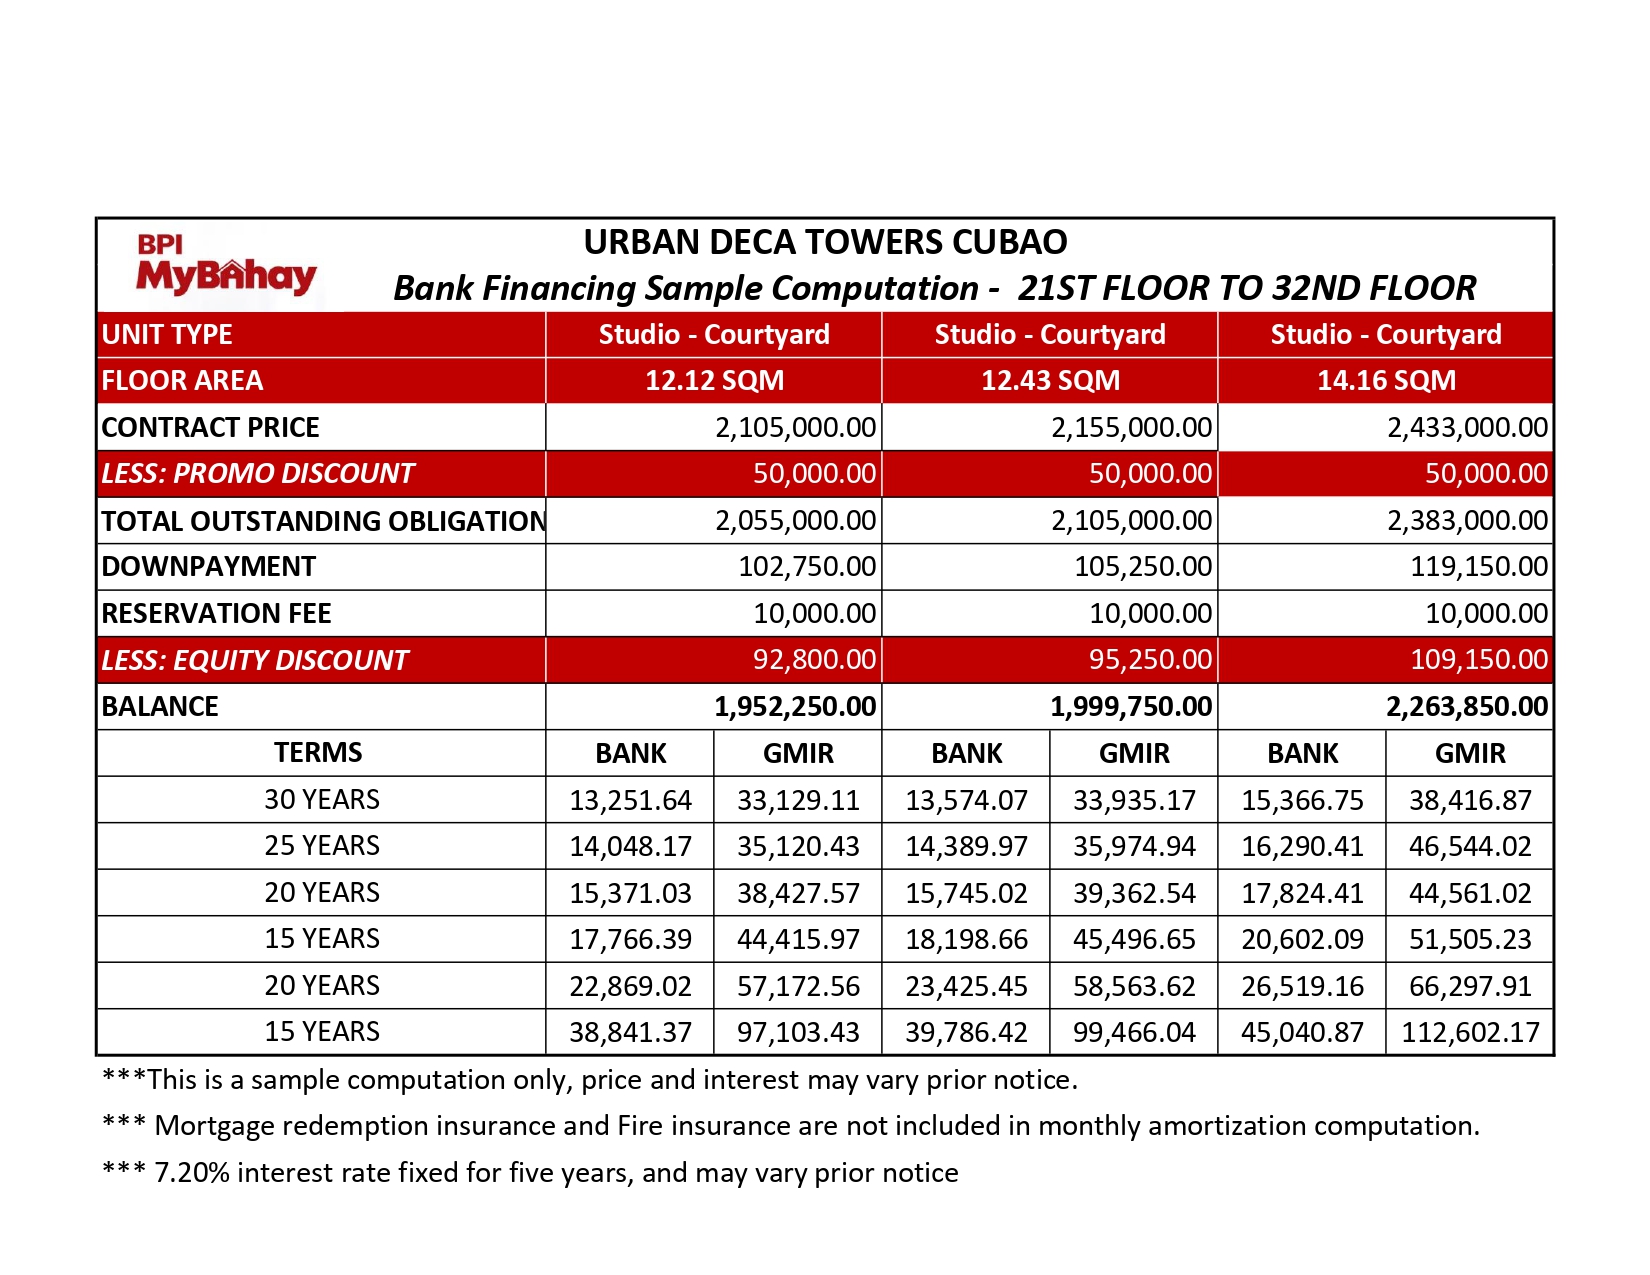 BPI
MyBahay
URBAN DECA TOWERS CUBAO
Bank Financing Sample Computation - 21ST FLOOR TO 32ND FLOOR
UNIT TYPE Studio - Courtyard Studio - Courtyard Studio - Courtyard
FLOOR AREA 12.12 SQM 12.43 SQM 14.16 SQM
CONTRACT PRICE 2,105,000.00 2,155,000.00 2,433,000.00
LESS: PROMO DISCOUNT 50,000.00 50,000.00 50,000.00
TOTAL OUTSTANDING OBLIGATION 2,055,000.00 2,105,000.00 2,383,000.00
DOWNPAYMENT 102,750.00 105,250.00 119,150.00
RESERVATION FEE 10,000.00 10,000.00 10,000.00
LESS: EQUITY DISCOUNT 92,800.00 95,250.00 109,150.00
BALANCE 1,952,250.00 1,999,750.00 2,263,850.00
TERMS BANK GMIR BANK GMIR BANK GMIR
30 YEARS 13,251.64 33,129.11 13,574.07 33,935.17 15,366.75 38,416.87
25 YEARS 14,048.17 35,120.43 14,389.97 35,974.94 16,290.41 46,544.02
20 YEARS 15,371.03 38,427.57 15,745.02 39,362.54 17,824.41 44,561.02
15 YEARS 17,766.39 44,415.97 18,198.66 45,496.65 20,602.09 51,505.23
20 YEARS 22,869.02 57,172.56 23,425.45 58,563.62 26,519.16 66,297.91
15 YEARS 38,841.37 97,103.43 39,786.42 99,466.04 45,040.87 112,602.17
***This is a sample computation only, price and interest may vary prior notice.
*** Mortgage redemption insurance and Fire insurance are not included in monthly amortization computation.
*** 7.20% interest rate fixed for five years, and may vary prior notice